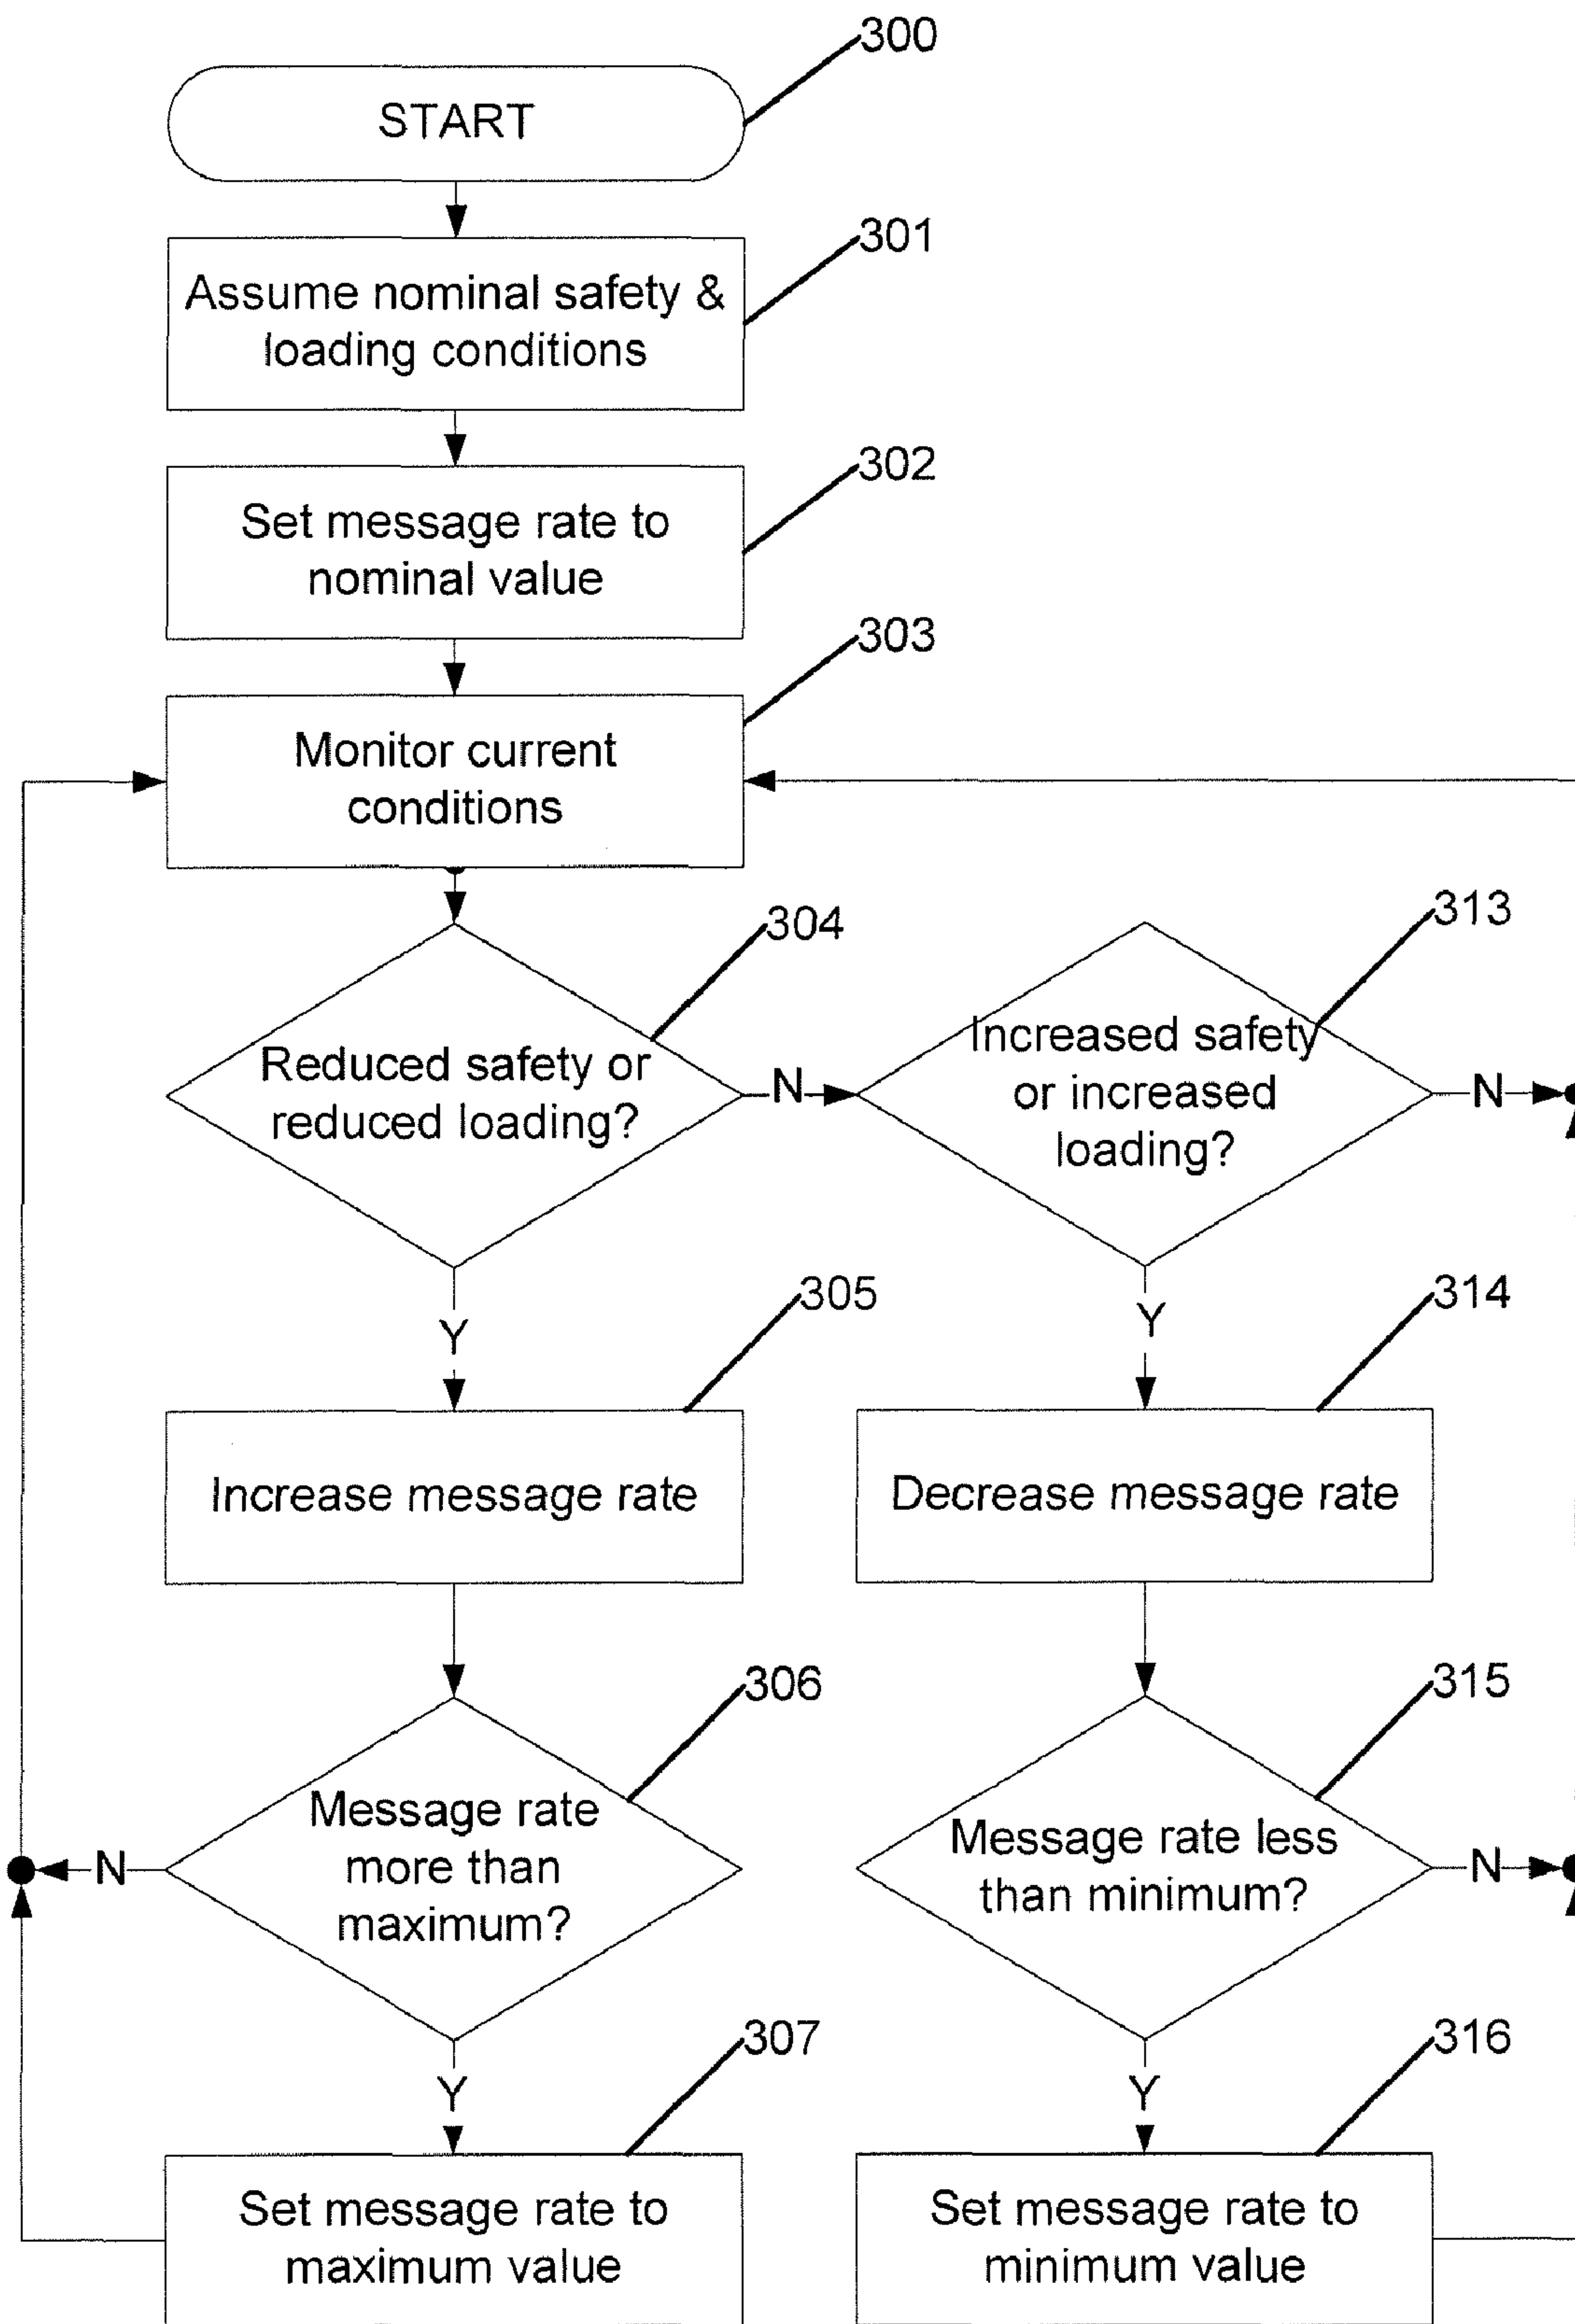 300
START
301
Assume nominal safety &
loading conditions
302
Set message rate to
nominal value
303
Monitor current
conditions
304
Reduced safety or
reduced loading?
N
313
Increased safety
or increased
loading?
N
Y
Y
305
Increase message rate
314
Decrease message rate
306
Message rate
more than
maximum?
N
315
Message rate less
than minimum?
N
Y
Y
307
Set message rate to
maximum value
316
Set message rate to
minimum value